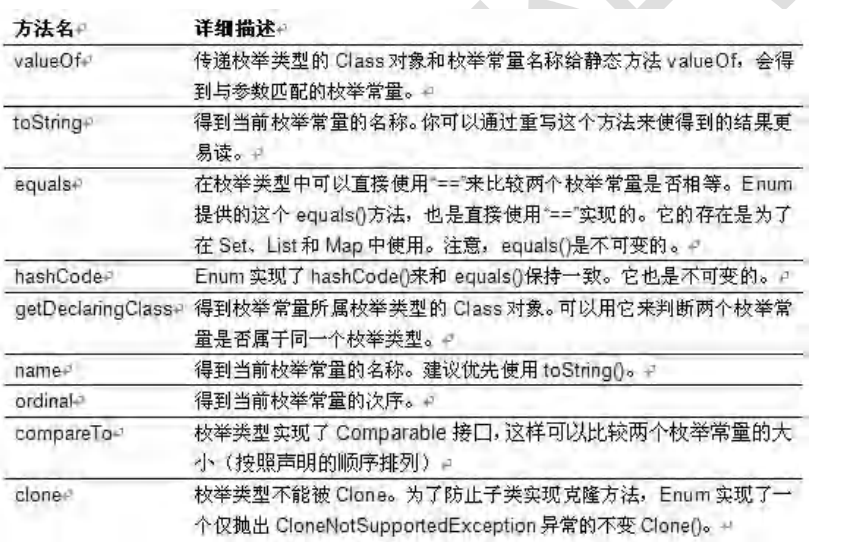 方法名 详细描述
valueOf 传递枚举类型的 Class 对象和枚举常量名称给静态方法 valueOf，会得
到与参数匹配的枚举常量。
toString 得到当前枚举常量的名称。你可以通过重写这个方法来使得到的结果更
易读。
equals 在枚举类型中可以直接使用“==”来比较两个枚举常量是否相等。Enum
提供的这个 equals()方法，也是直接使用“==”实现的。它的存在是为了
在 Set、List 和 Map 中使用。注意，equals()是不可变的。
hashCode Enum 实现了 hashCode()来和 equals()保持一致。它也是不可变的。
getDeclaringClass 得到枚举常量所属枚举类型的 Class 对象。可以用它来判断两个枚举常
量是否属于同一个枚举类型。
name 得到当前枚举常量的名称。建议优先使用 toString()。
ordinal 得到当前枚举常量的次序。
compareTo 枚举类型实现了 Comparable 接口，这样可以比较两个枚举常量的大
小（按照声明的顺序排列）
clone 枚举类型不能被 Clone。为了防止子类实现克隆方法，Enum 实现了一
个仅抛出 CloneNotSupportedException 异常的不变 Clone()。